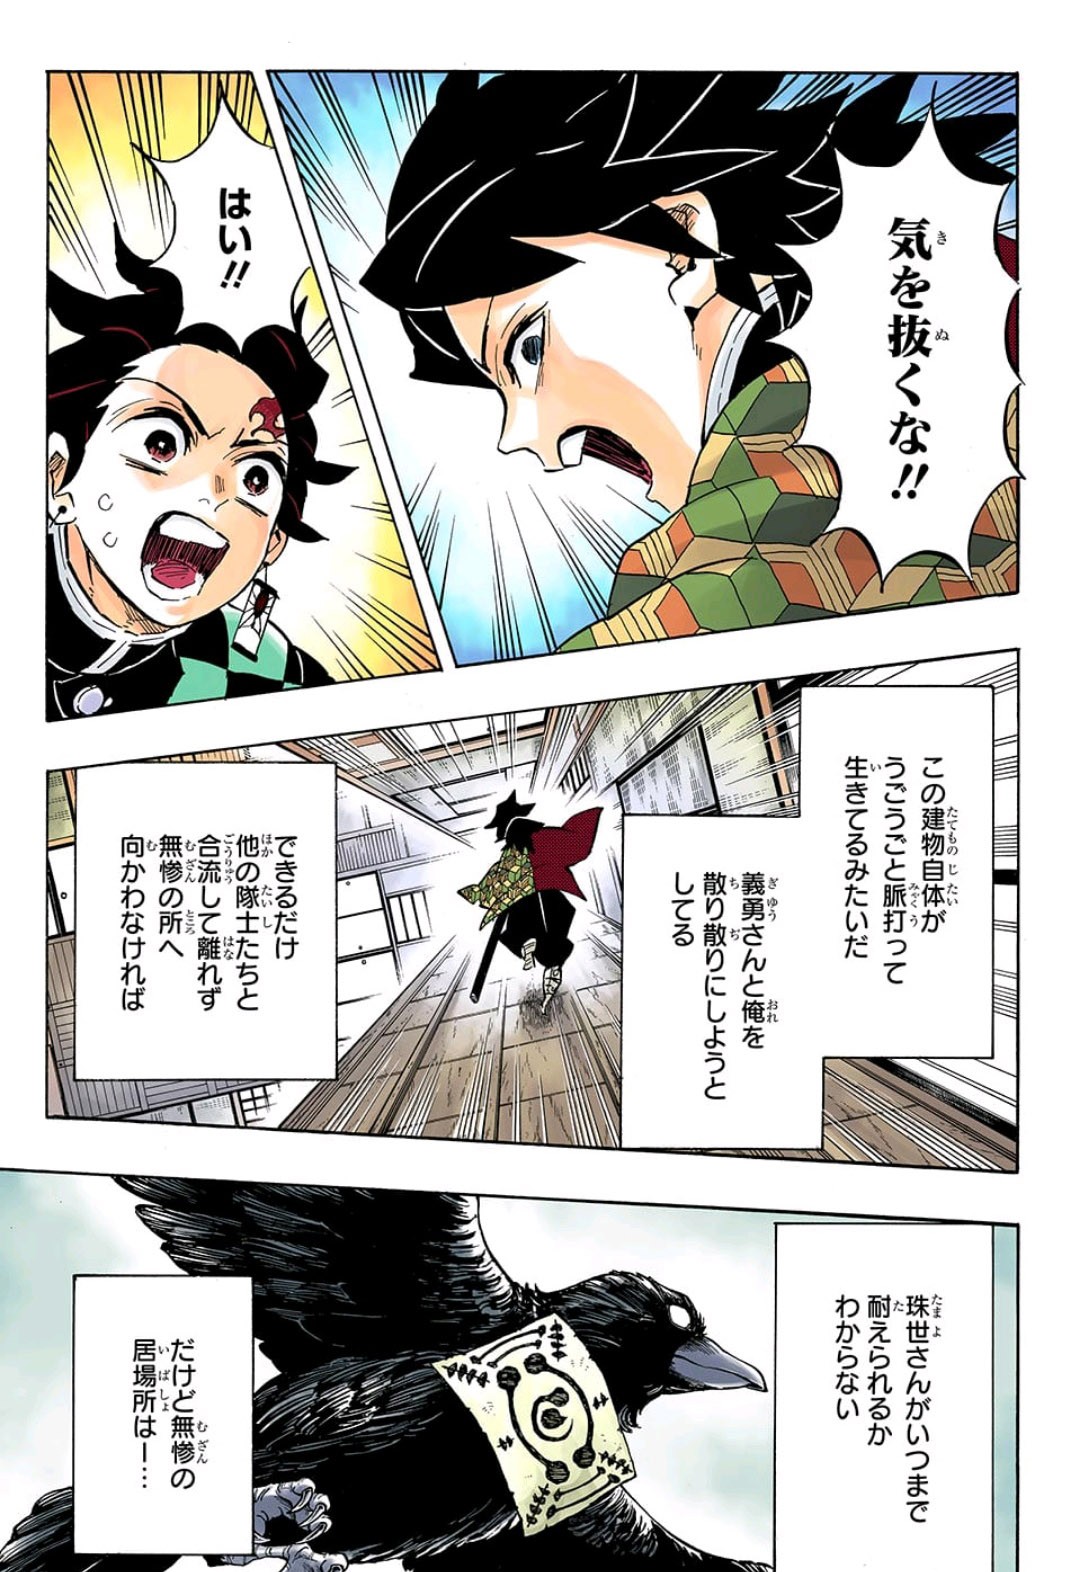 気を抜くな!!
はい!!
この建物自体が
うごうごと脈打って
生きてるみたいだ
義勇さんと俺を
散り散りにしようと
してる
できるだけ
他の隊士たちと
合流して離れず
無惨の所へ
向かわなければ
珠世さんがいつまで
耐えられるか
わからない
だけど無惨の
居場所はー…